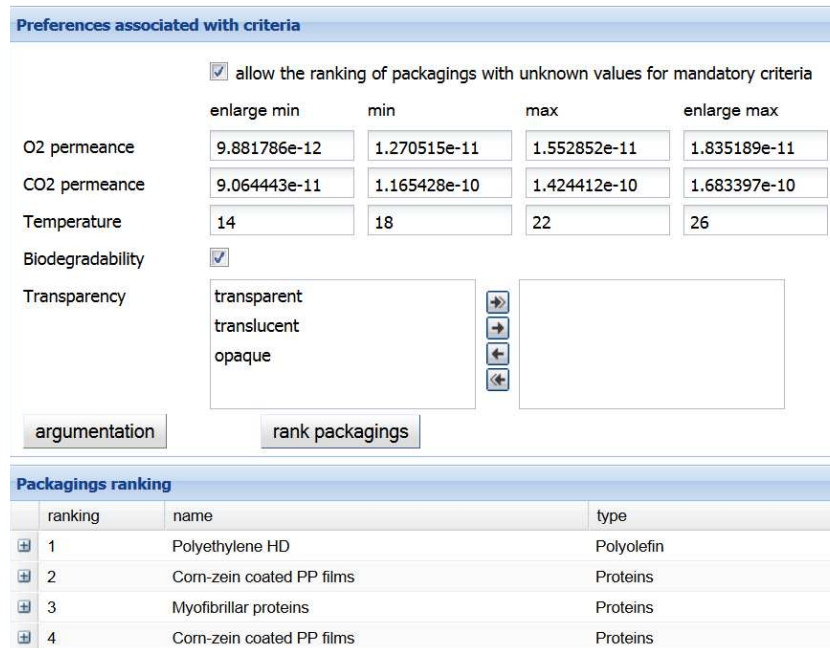 Preferences associated with criteria
allow the ranking of packagings with unknown values for mandatory criteria
enlarge min min max enlarge max
O2 permeance 9.881786e-12 1.270515e-11 1.552852e-11 1.835189e-11
CO2 permeance 9.064443e-11 1.165428e-10 1.424412e-10 1.683397e-10
Temperature 14 18 22 26
Biodegradability
Transparency transparent
translucent
opaque
argumentation rank packagings
Packagings ranking
ranking name type
1 Polyethylene HD Polyolefin
2 Corn-zein coated PP films Proteins
3 Myofibrillar proteins Proteins
4 Corn-zein coated PP films Proteins